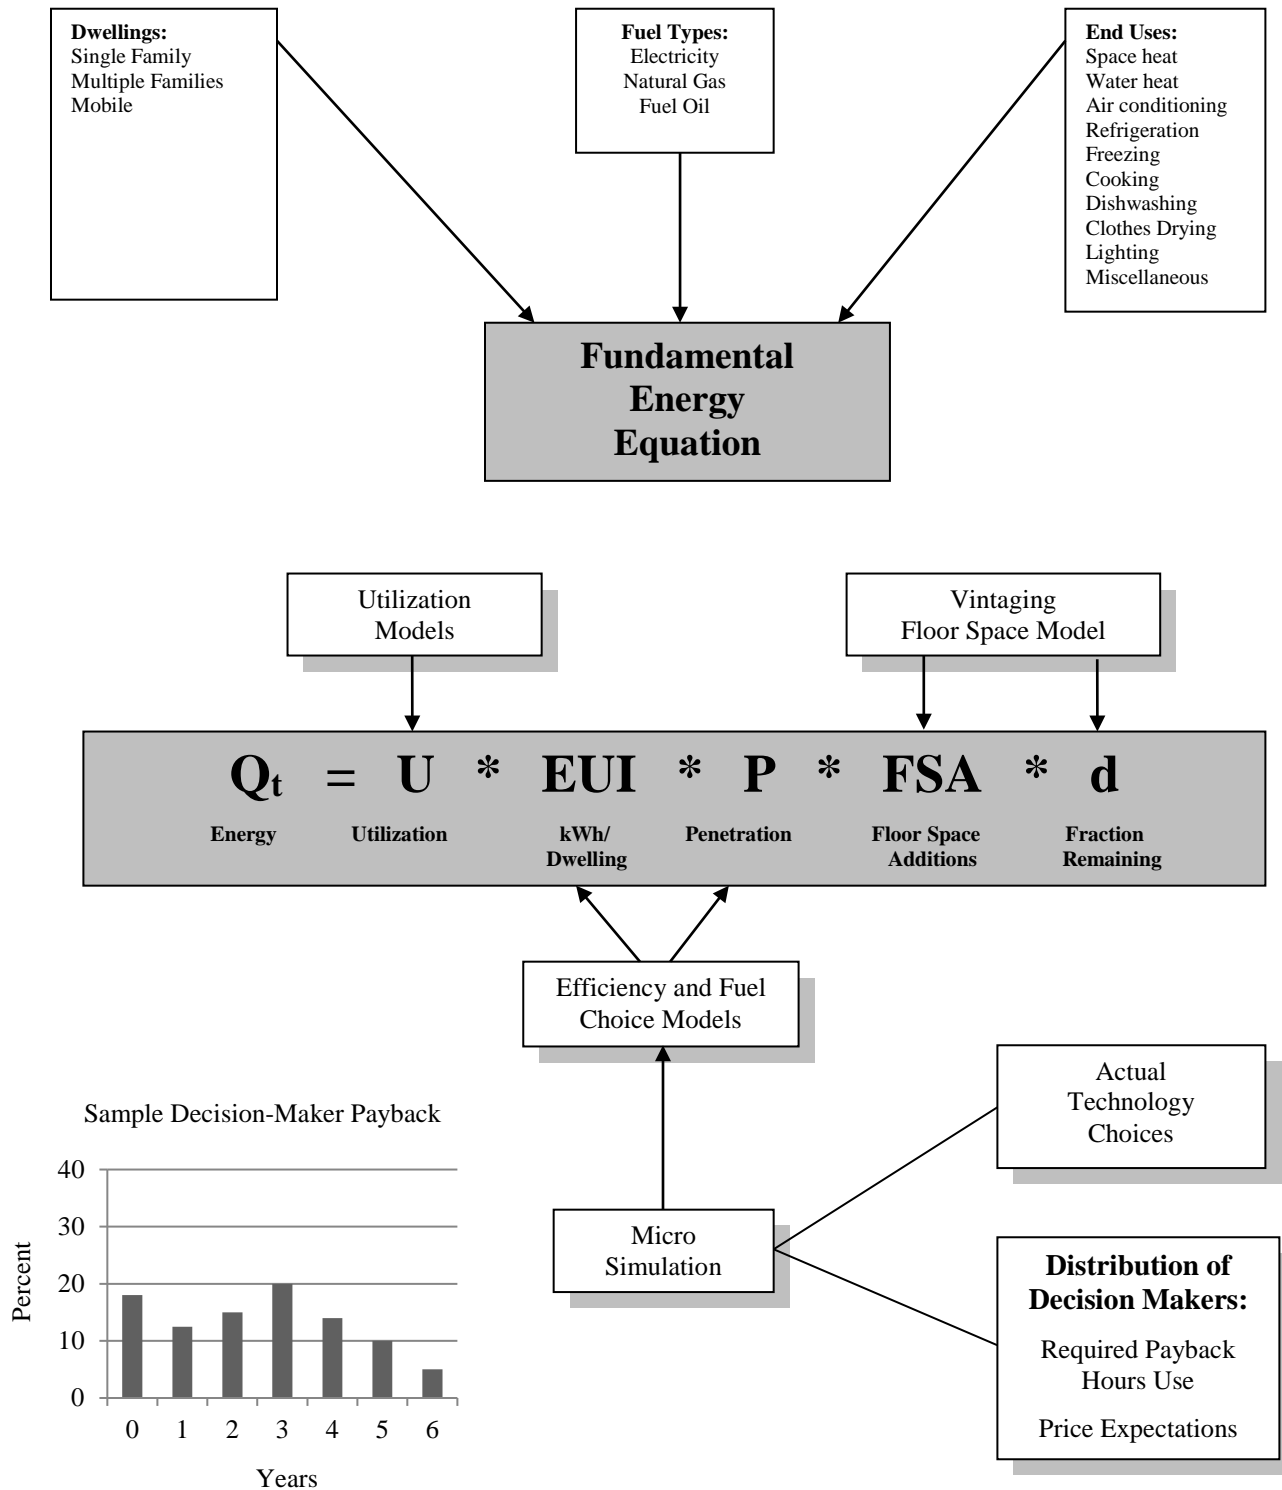 Dwellings:
Single Family
Multiple Families
Mobile
Fuel Types:
Electricity
Natural Gas
Fuel Oil
End Uses:
Space heat
Water heat
Air conditioning
Refrigeration
Freezing
Cooking
Dishwashing
Clothes Drying
Lighting
Miscellaneous
Fundamental
Energy
Equation
Utilization
Models
Vintaging
Floor Space Model
Qt = U * EUI * P * FSA * d
Energy
Utilization
kWh/
Dwelling
Penetration
Floor Space
Additions
Fraction
Remaining
Efficiency and Fuel
Choice Models
Micro
Simulation
Actual
Technology
Choices
Distribution of
Decision Makers:
Required Payback
Hours Use
Price Expectations
Sample Decision-Maker Payback
Percent
40
30
20
10
0
0 1 2 3 4 5 6
Years